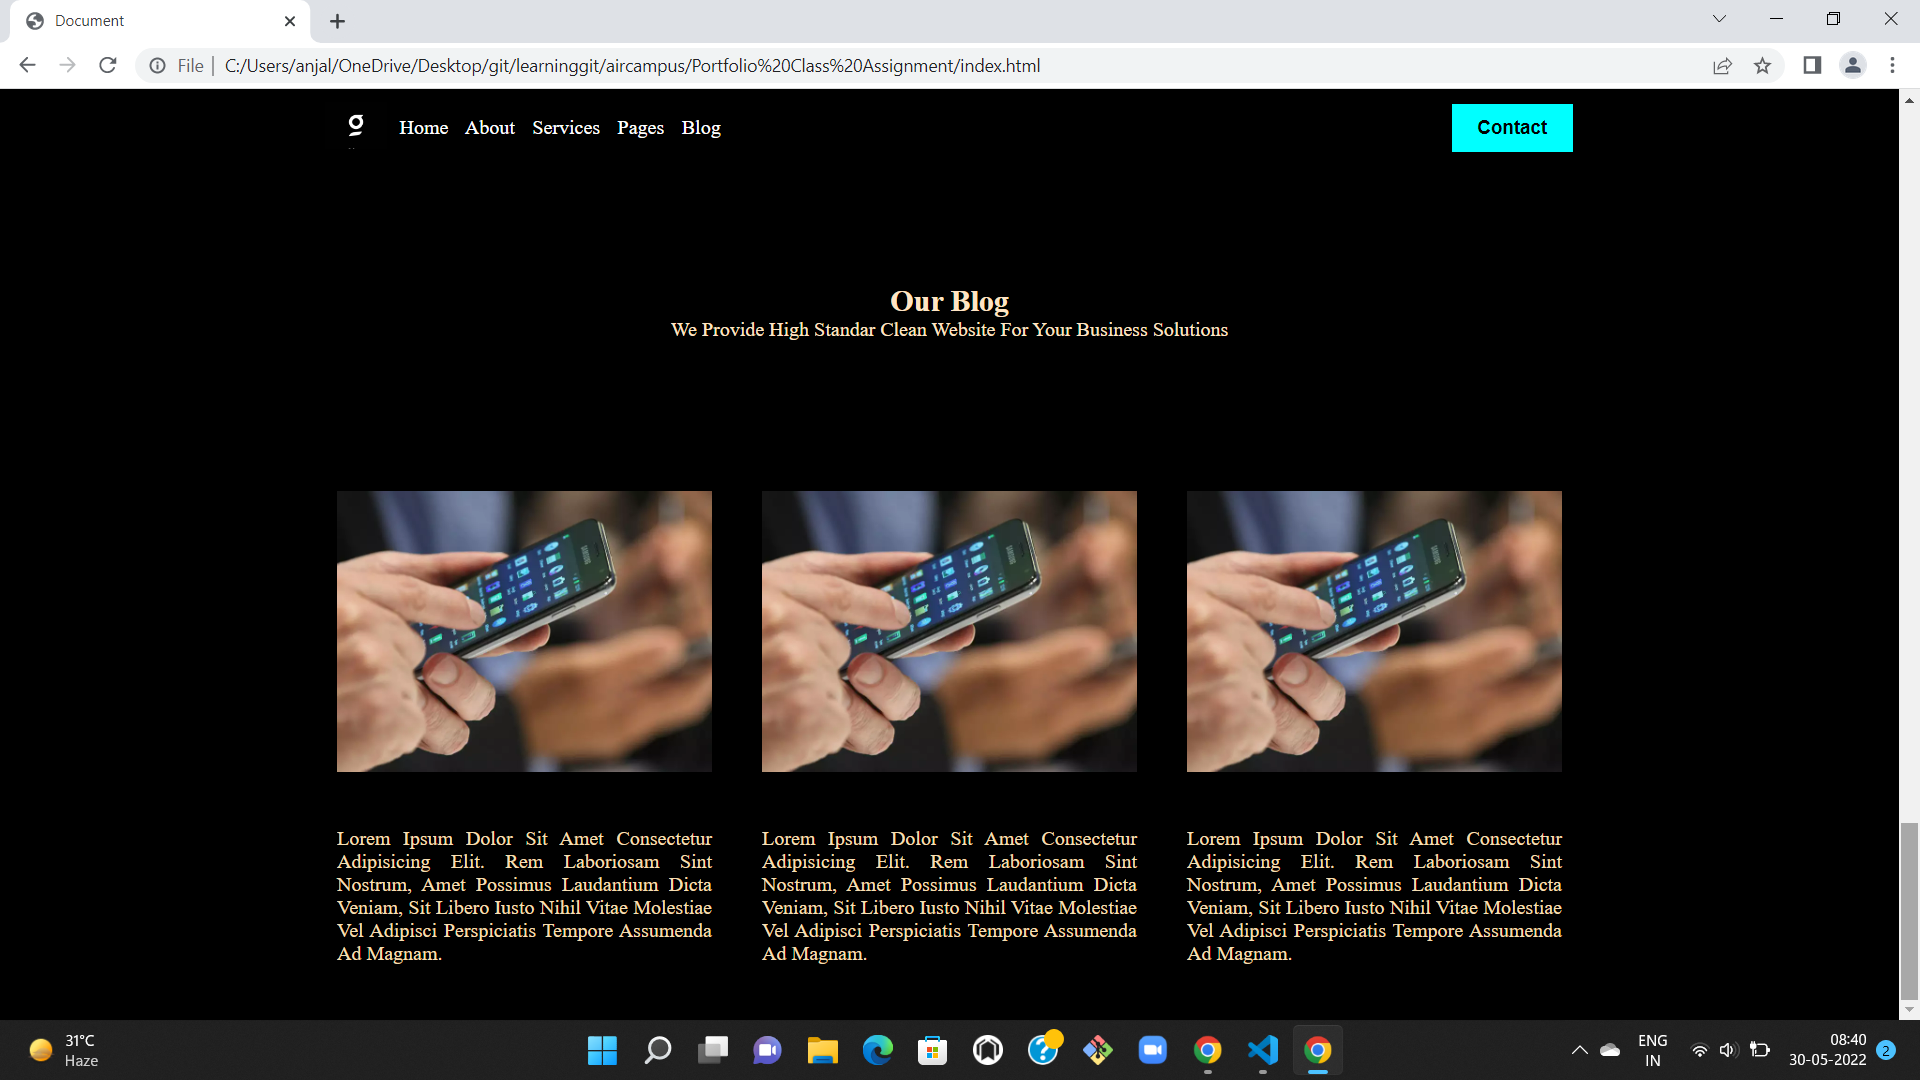 Document
File
C:/Users/anjal/OneDrive/Desktop/git/learninggit/aircampus/Portfolio%20Class%20Assignment/index.html
g Home About Services Pages Blog
Contact
Our Blog
We Provide High Standar Clean Website For Your Business Solutions
SAMSUNG
SAMSUNG
SAMSUNG
Lorem Ipsum Dolor Sit Amet Consectetur
Adipisicing Elit. Rem Laboriosam Sint
Nostrum, Amet Possimus Laudantium Dicta
Veniam, Sit Libero Iusto Nihil Vitae Molestiae
Vel Adipisci Perspiciatis Tempore Assumenda
Ad Magnam.
Lorem Ipsum Dolor Sit Amet Consectetur
Adipisicing Elit. Rem Laboriosam Sint
Nostrum, Amet Possimus Laudantium Dicta
Veniam, Sit Libero Iusto Nihil Vitae Molestiae
Vel Adipisci Perspiciatis Tempore Assumenda
Ad Magnam.
Lorem Ipsum Dolor Sit Amet Consectetur
Adipisicing Elit. Rem Laboriosam Sint
Nostrum, Amet Possimus Laudantium Dicta
Veniam, Sit Libero Iusto Nihil Vitae Molestiae
Vel Adipisci Perspiciatis Tempore Assumenda
Ad Magnam.
31°C
Haze
ENG
IN
08:40
30-05-2022
2